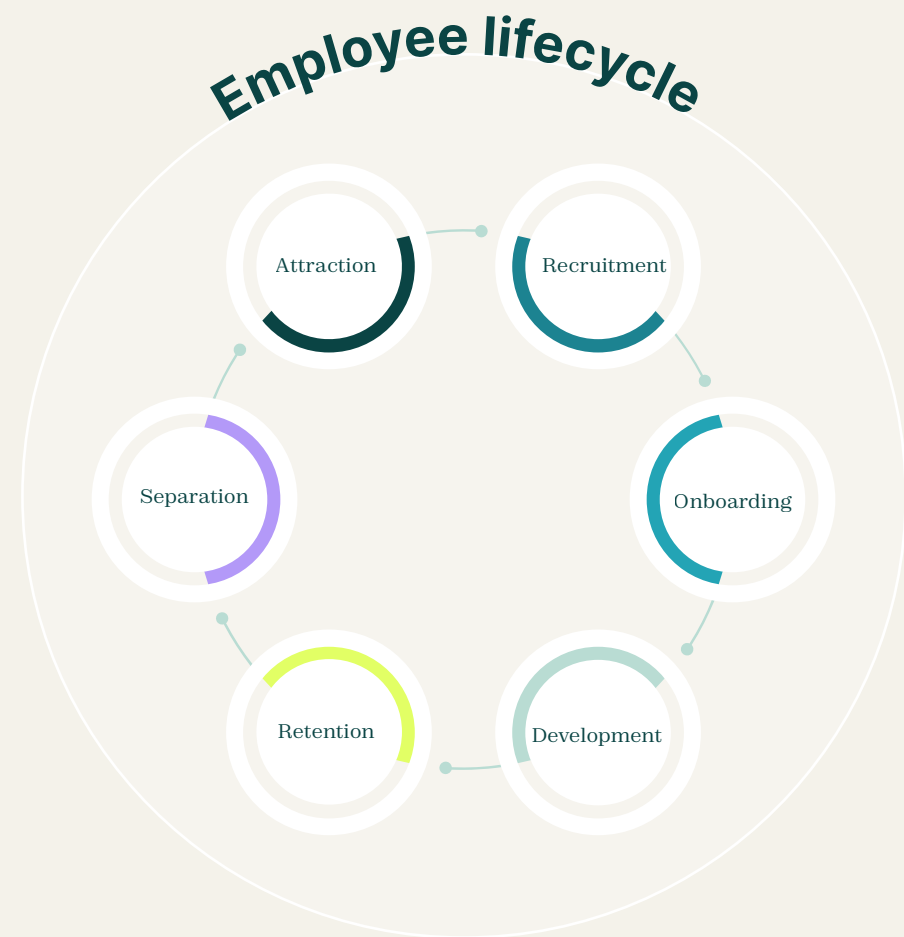 Employee lifecycle
Attraction
Recruitment
Onboarding
Development
Retention
Separation